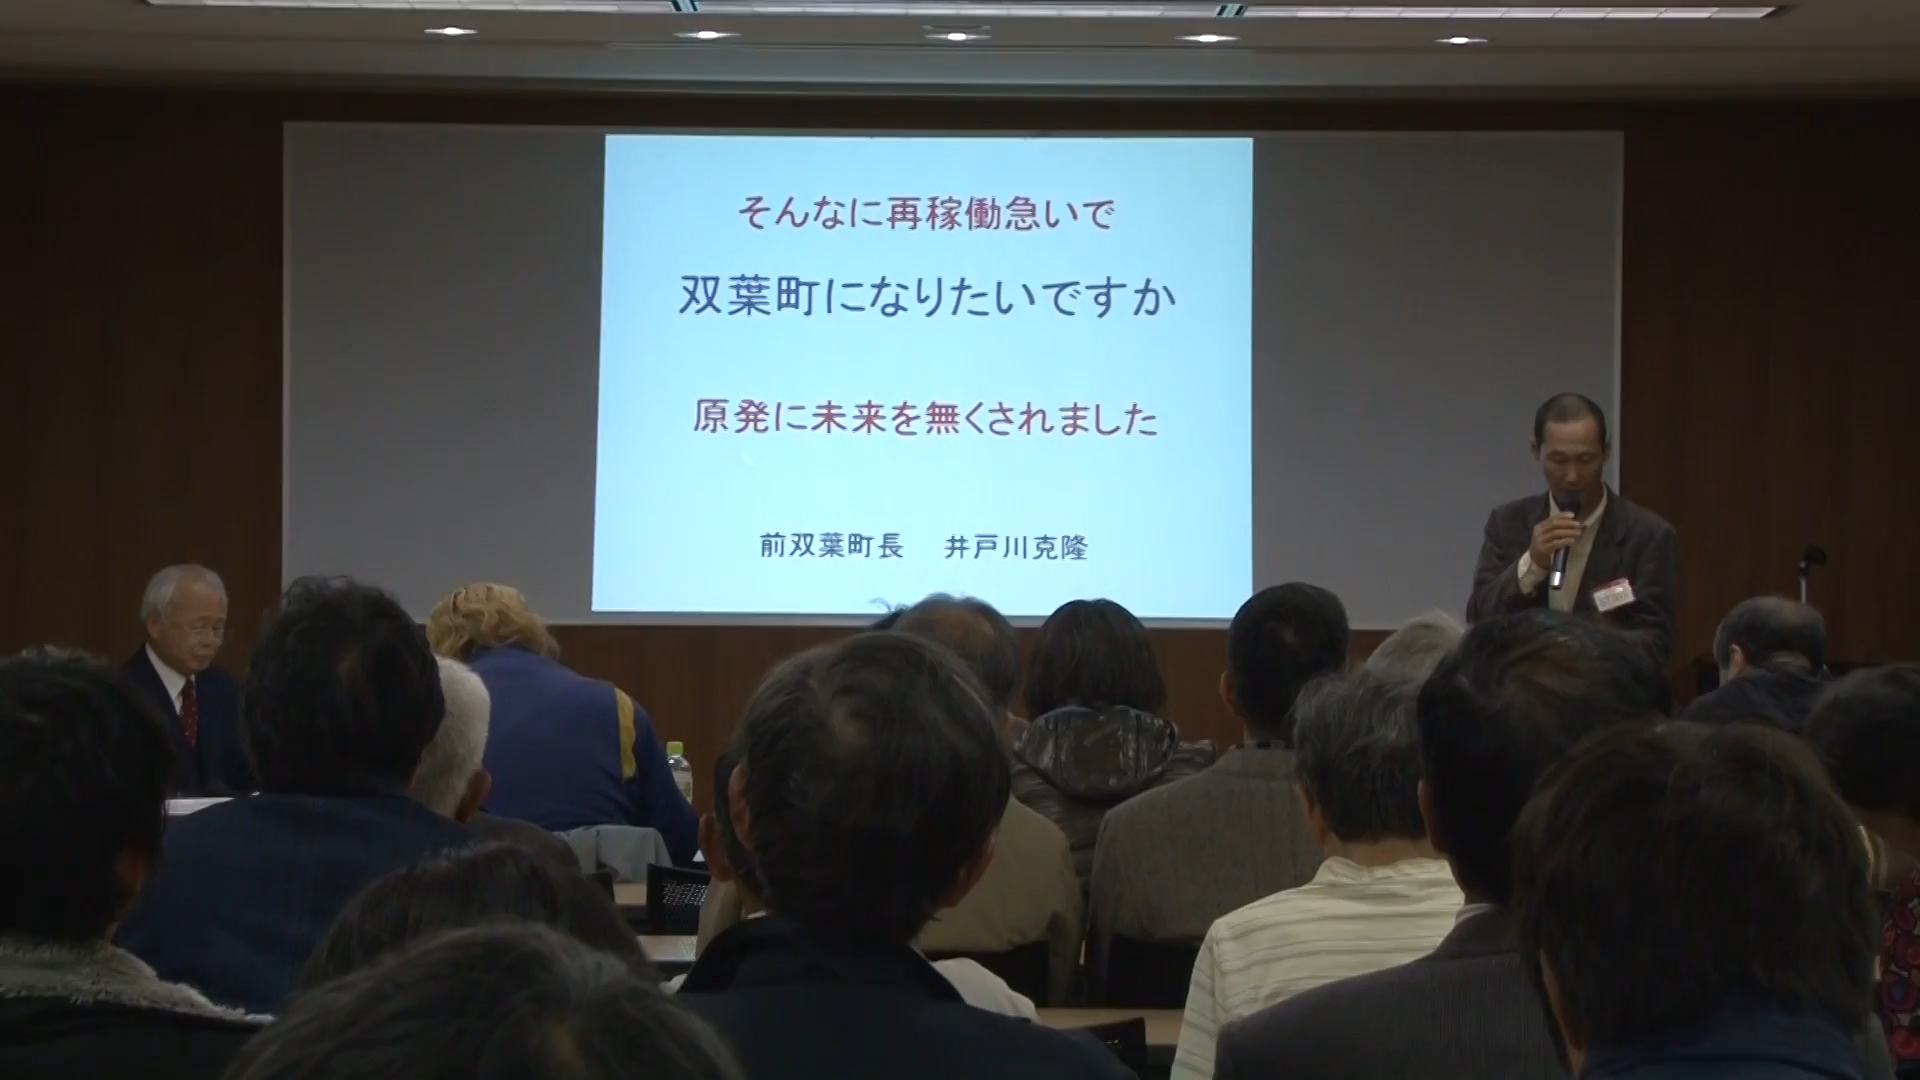 そんなに再稼働急いで
双葉町になりたいですか
原発に未来を無くされました
前双葉町長 井戸川克隆